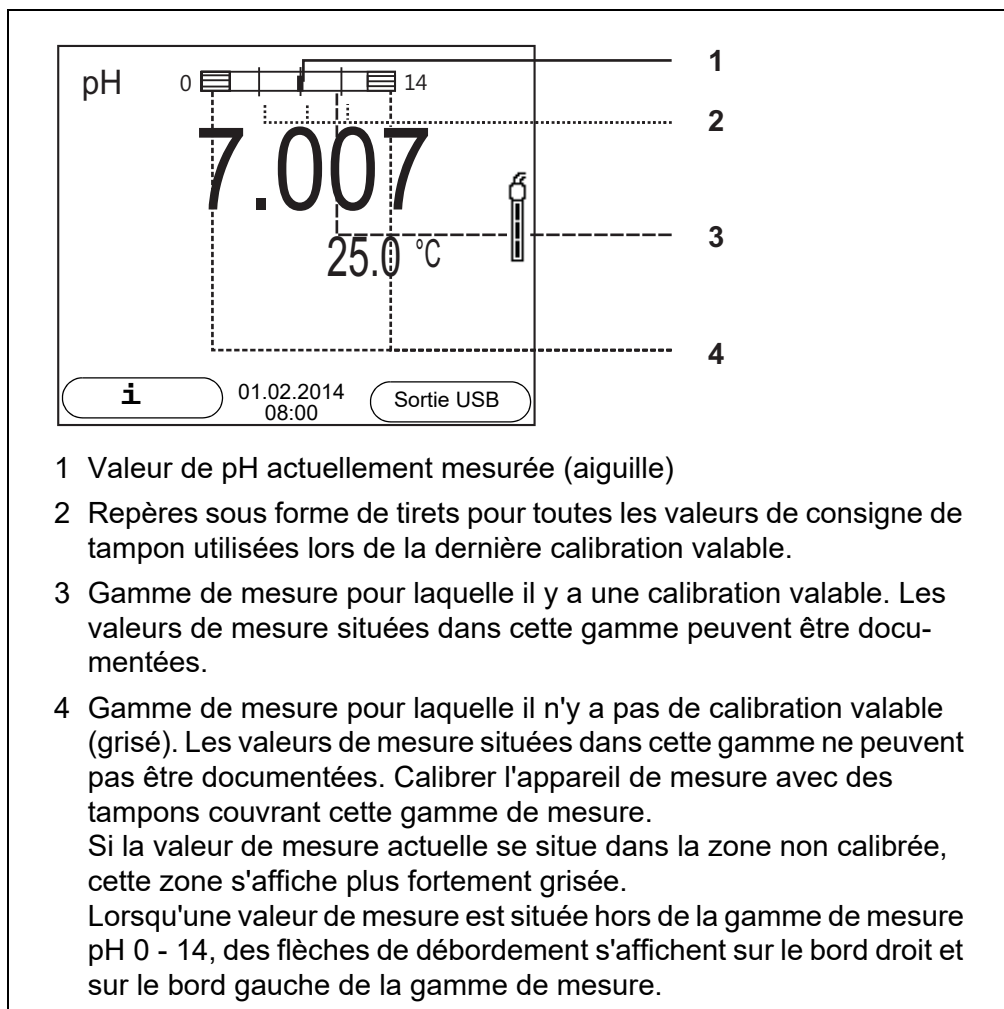 pH
0
14
7.007
25.0 °C
1
2
3
4
i
01.02.2014
08:00
Sortie USB
1 Valeur de pH actuellement mesurée (aiguille)
2 Repères sous forme de tirets pour toutes les valeurs de consigne de
tampon utilisées lors de la dernière calibration valable.
3 Gamme de mesure pour laquelle il y a une calibration valable. Les
valeurs de mesure situées dans cette gamme peuvent être docu-
mentées.
4 Gamme de mesure pour laquelle il n'y a pas de calibration valable
(grisé). Les valeurs de mesure situées dans cette gamme ne peuvent
pas être documentées. Calibrer l'appareil de mesure avec des
tampons couvrant cette gamme de mesure.
Si la valeur de mesure actuelle se situe dans la zone non calibrée,
cette zone s'affiche plus fortement grisée.
Lorsqu'une valeur de mesure est située hors de la gamme de mesure
pH 0 - 14, des flèches de débordement s'affichent sur le bord droit et
sur le bord gauche de la gamme de mesure.